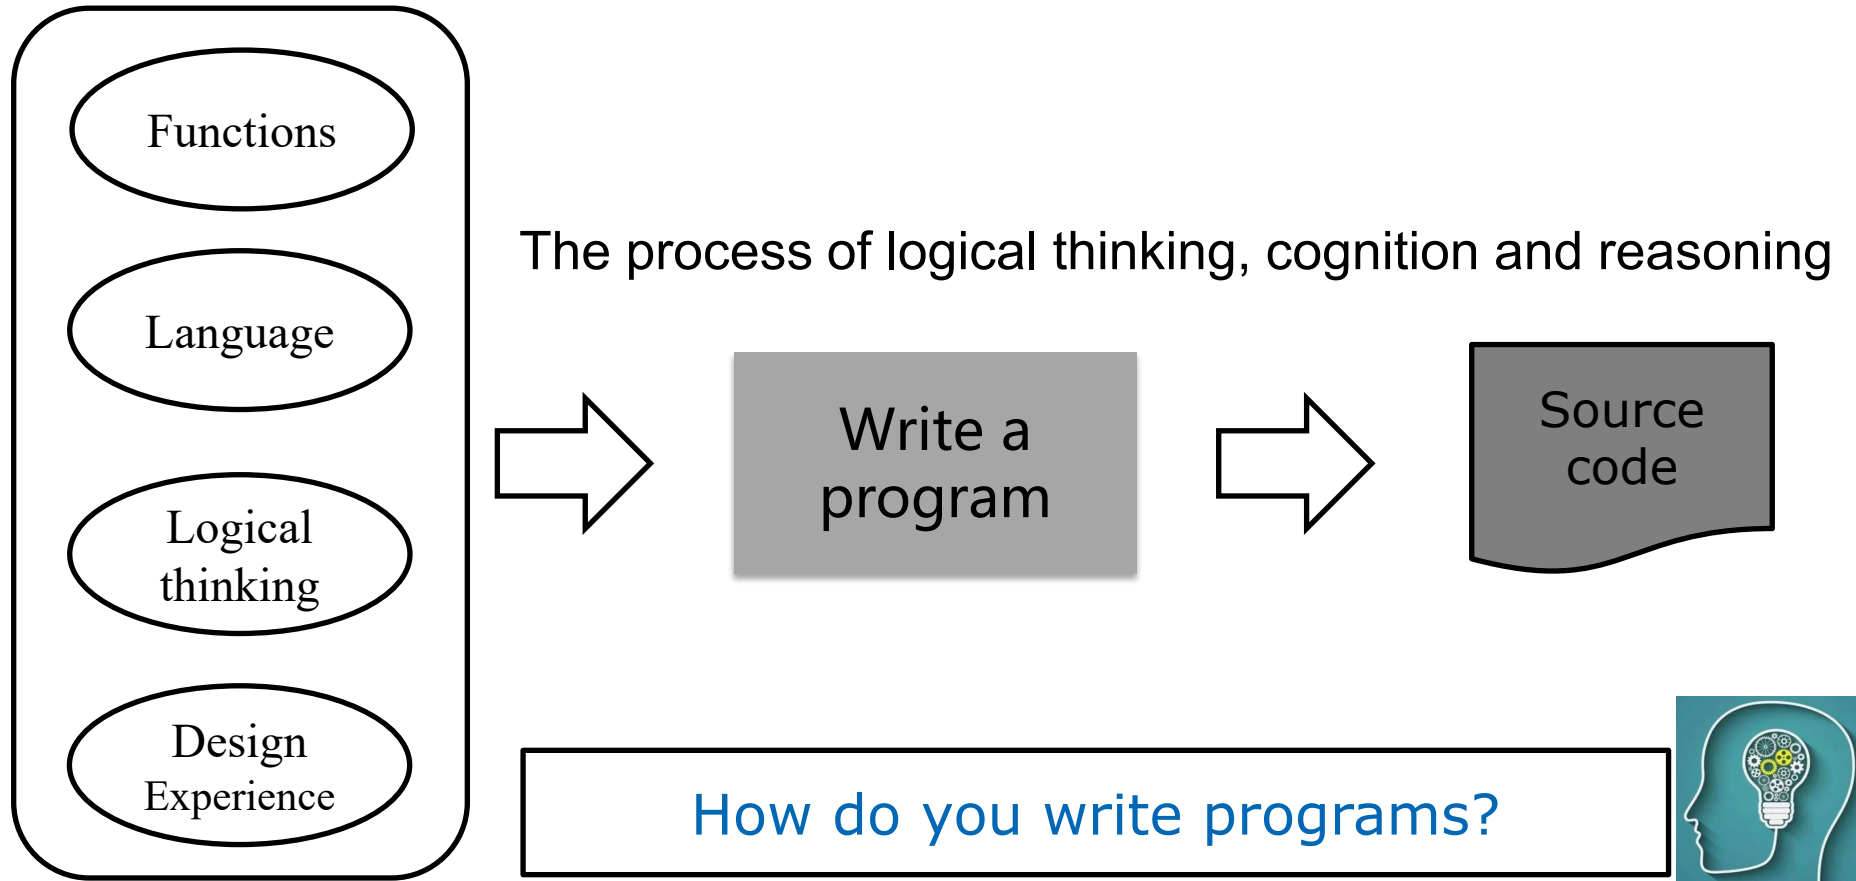 Functions
Language
Logical
thinking
Design
Experience
The process of logical thinking, cognition and reasoning
Write a
program
Source
code
How do you write programs?